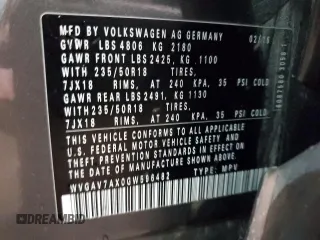 MFD BY VOLKSWAGEN AG GERMANY 02/16
GVWR LBS 4806 KG 2180
GAWR FRONT LBS 2425, KG .1100
WITH 235/50R18 TIRES,
7JX18 RIMS, AT 240 KPA, 35 PSI COLD
GAWR REAR LBS 2491, KG 1130
WITH 235/50R18 TIRES,
7JX18 RIMS, AT 240 KPA, 35 PSI COLD
THIS VEHICLE CONFORMS TO ALL APPLICABLE
U.S. FEDERAL MOTOR VEHICLE SAFETY
STANDARDS IN EFFECT ON THE DATE OF
MANUFACTURE SHOWN ABOVE.
WVGAV7AX0GW596482 TYPE: MPV
DREAMBID